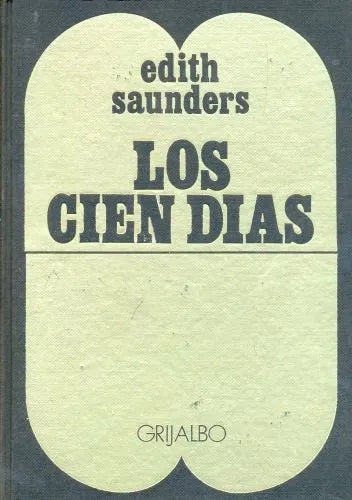 edith
saunders
LOS
CIEN DIAS
GRIJALBO